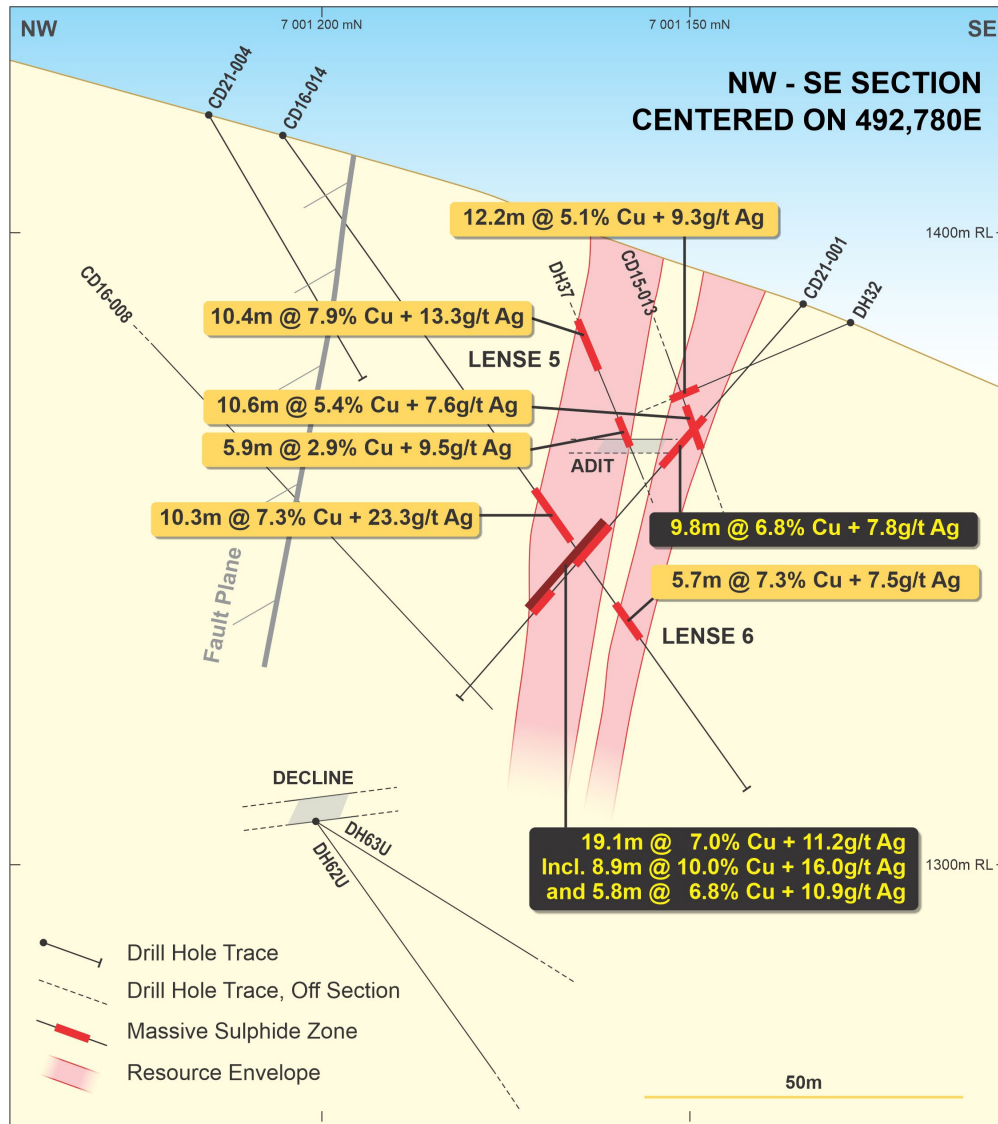 NW
7 001 200 mN
7 001 150 mN
SE
NW - SE SECTION
CENTERED ON 492,780E
CD21-004
CD16-014
12.2m @ 5.1% Cu + 9.3g/t Ag
1400m RL
CD16-008
DH37
CD15-013
CD21-001
DH32
10.4m @ 7.9% Cu + 13.3g/t Ag
LENSE 5
10.6m @ 5.4% Cu + 7.6g/t Ag
5.9m @ 2.9% Cu + 9.5g/t Ag
ADIT
10.3m @ 7.3% Cu + 23.3g/t Ag
9.8m @ 6.8% Cu + 7.8g/t Ag
5.7m @ 7.3% Cu + 7.5g/t Ag
Fault Plane
LENSE 6
DECLINE
DH63U
DH62U
19.1m @ 7.0% Cu + 11.2g/t Ag
Incl. 8.9m @ 10.0% Cu + 16.0g/t Ag
and 5.8m @ 6.8% Cu + 10.9g/t Ag
1300m RL
Drill Hole Trace
Drill Hole Trace, Off Section
Massive Sulphide Zone
Resource Envelope
50m